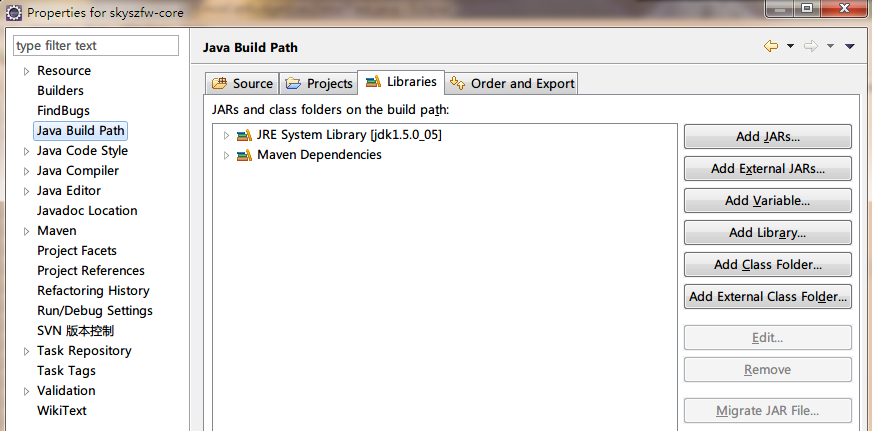 Properties for skyszfw-core
type filter text
Resource
Builders
FindBugs
Java Build Path
Java Code Style
Java Compiler
Java Editor
Javadoc Location
Maven
Project Facets
Project References
Refactoring History
Run/Debug Settings
SVN 版本控制
Task Repository
Task Tags
Validation
WikiText
Java Build Path
Source
Projects
Libraries
Order and Export
JARs and class folders on the build path:
JRE System Library [jdk1.5.0_05]
Maven Dependencies
Add JARs...
Add External JARs...
Add Variable...
Add Library...
Add Class Folder...
Add External Class Folder...
Edit...
Remove
Migrate JAR File...